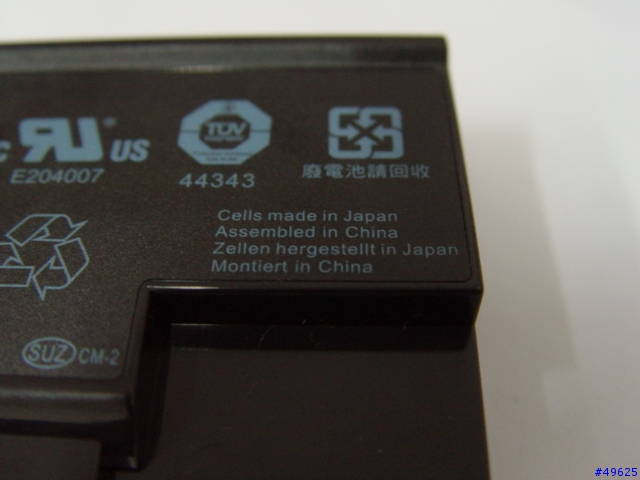 c RU US
E204007
TÜV
44343
廢電池請回收
Cells made in Japan
Assembled in China
Zellen hergestellt in Japan
Montiert in China
SUZ CM-2
#49625